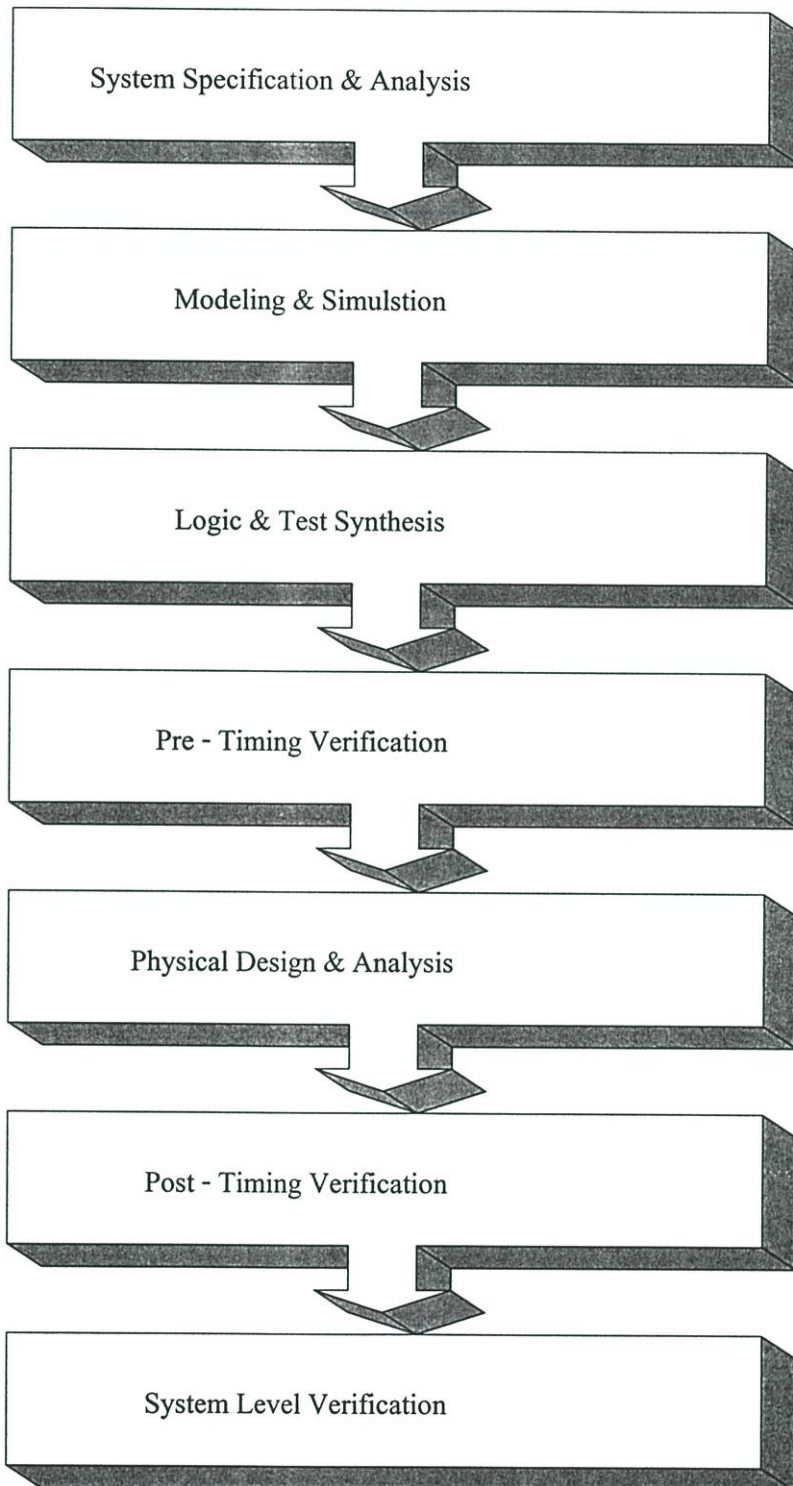 System Specification & Analysis
Modeling & Simulstion
Logic & Test Synthesis
Pre - Timing Verification
Physical Design & Analysis
Post - Timing Verification
System Level Verification